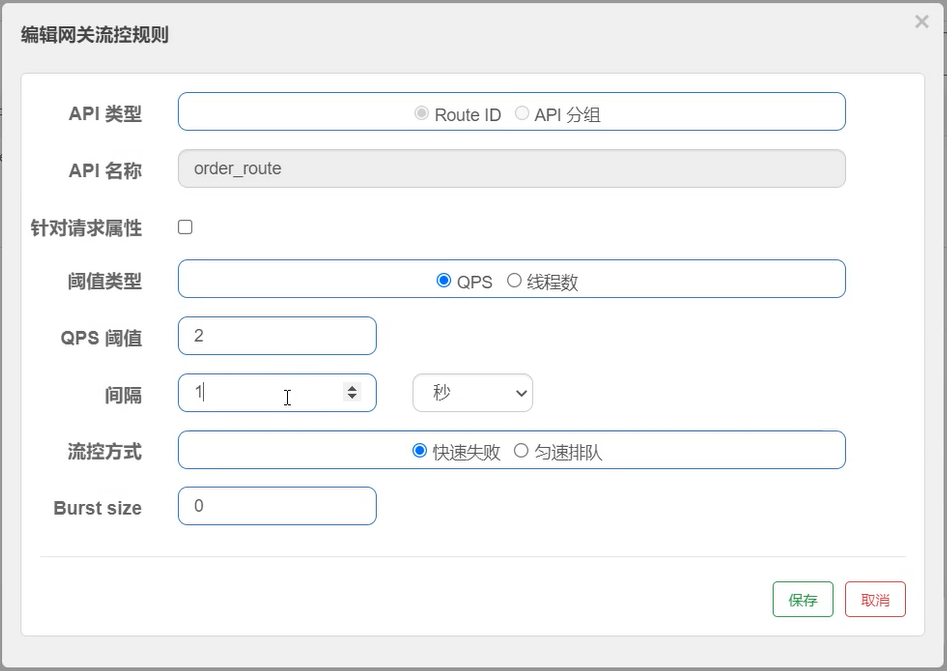 编辑网关流控规则
×
API 类型 Route ID API 分组
API 名称 order_route
针对请求属性
阈值类型 QPS 线程数
QPS 阈值 2
间隔 1 秒
流控方式 快速失败 匀速排队
Burst size 0
保存 取消